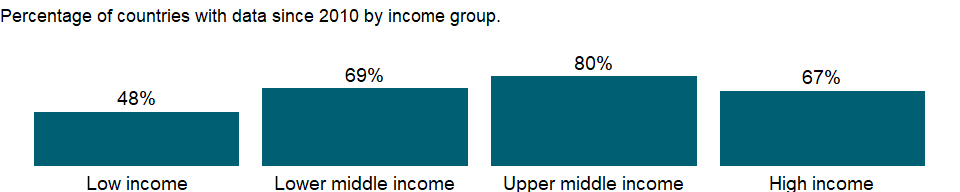 Percentage of countries with data since 2010 by income group.
48%
69%
80%
67%
Low income
Lower middle income
Upper middle income
High income